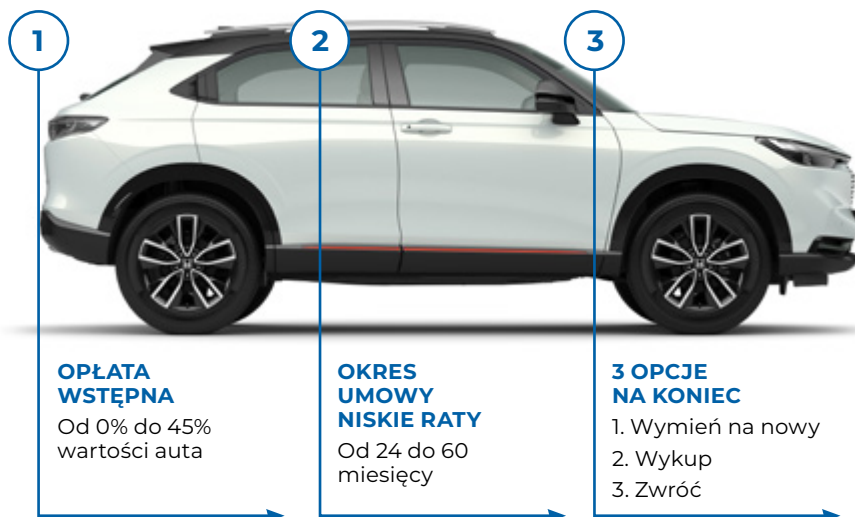 1
2
3
OPŁATA
WSTĘPNA
Od 0% do 45%
wartości auta
OKRES
UMOWY
NISKIE RATY
Od 24 do 60
miesięcy
3 OPCJE
NA KONIEC
1. Wymień na nowy
2. Wykup
3. Zwróć